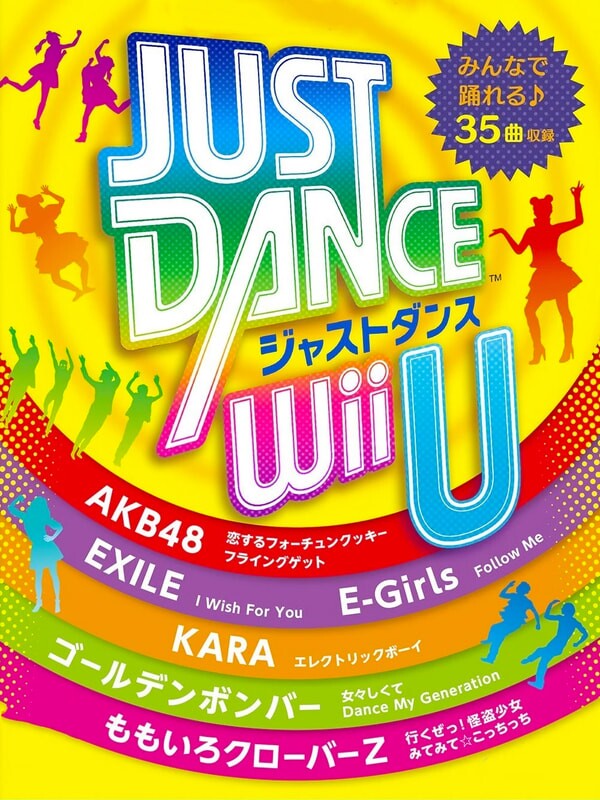 みんなで
踊れる♪
35曲収録
JUST
DANCE™
ジャストダンス
Wii U
AKB48 恋するフォーチュンクッキー
フライングゲット
EXILE I Wish For You
E-Girls Follow Me
KARA エレクトリックボーイ
ゴールデンボンバー 女々しくて
Dance My Generation
ももいろクローバーZ 行くぜっ!怪盗少女
みてみて☆こっちっち